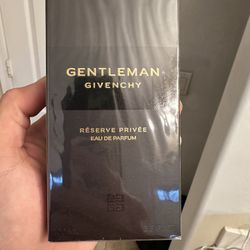 GENTLEMAN
GIVENCHY
RÉSERVE PRIVÉE
EAU DE PARFUM